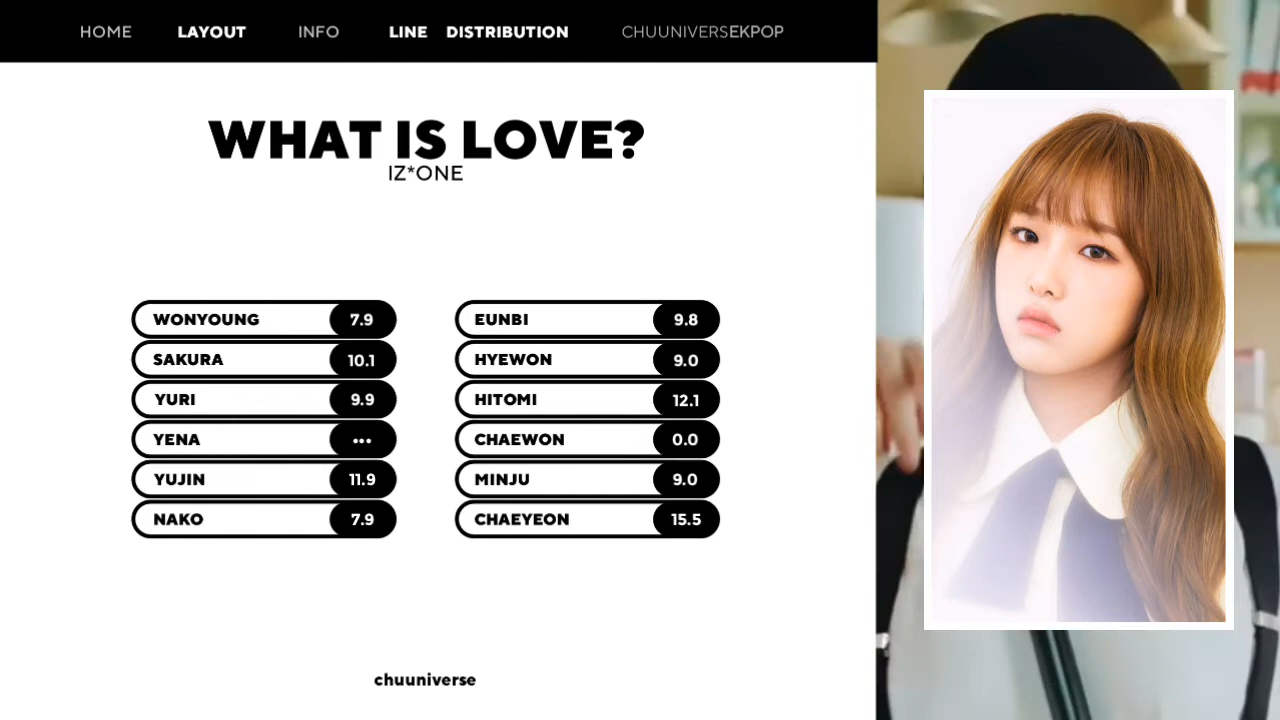 HOME LAYOUT INFO LINE DISTRIBUTION CHUUNIVERSEKPOP
WHAT IS LOVE?
IZ*ONE
WONYOUNG 7.9
SAKURA 10.1
YURI 9.9
YENA •••
YUJIN 11.9
NAKO 7.9
EUNBI 9.8
HYEWON 9.0
HITOMI 12.1
CHAEWON 0.0
MINJU 9.0
CHAEYEON 15.5
chuuniverse